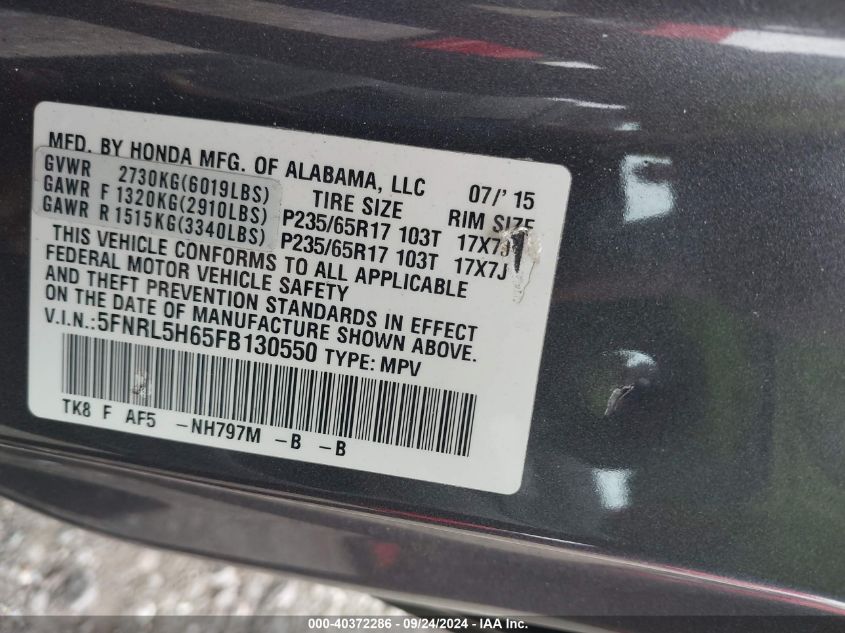 MFD. BY HONDA MFG. OF ALABAMA, LLC 07/' 15
GVWR 2730KG(6019LBS) TIRE SIZE RIM SIZE
GAWR F 1320KG(2910LBS) P235/65R17 103T 17X7J
GAWR R 1515KG(3340LBS) P235/65R17 103T 17X7J
THIS VEHICLE CONFORMS TO ALL APPLICABLE
FEDERAL MOTOR VEHICLE SAFETY
AND THEFT PREVENTION STANDARDS IN EFFECT
ON THE DATE OF MANUFACTURE SHOWN ABOVE.
V.I.N.:5FNRL5H65FB130550 TYPE: MPV
TK8 F AF5 -NH797M -B -B
000-40372286 - 09/24/2024 - IAA Inc.